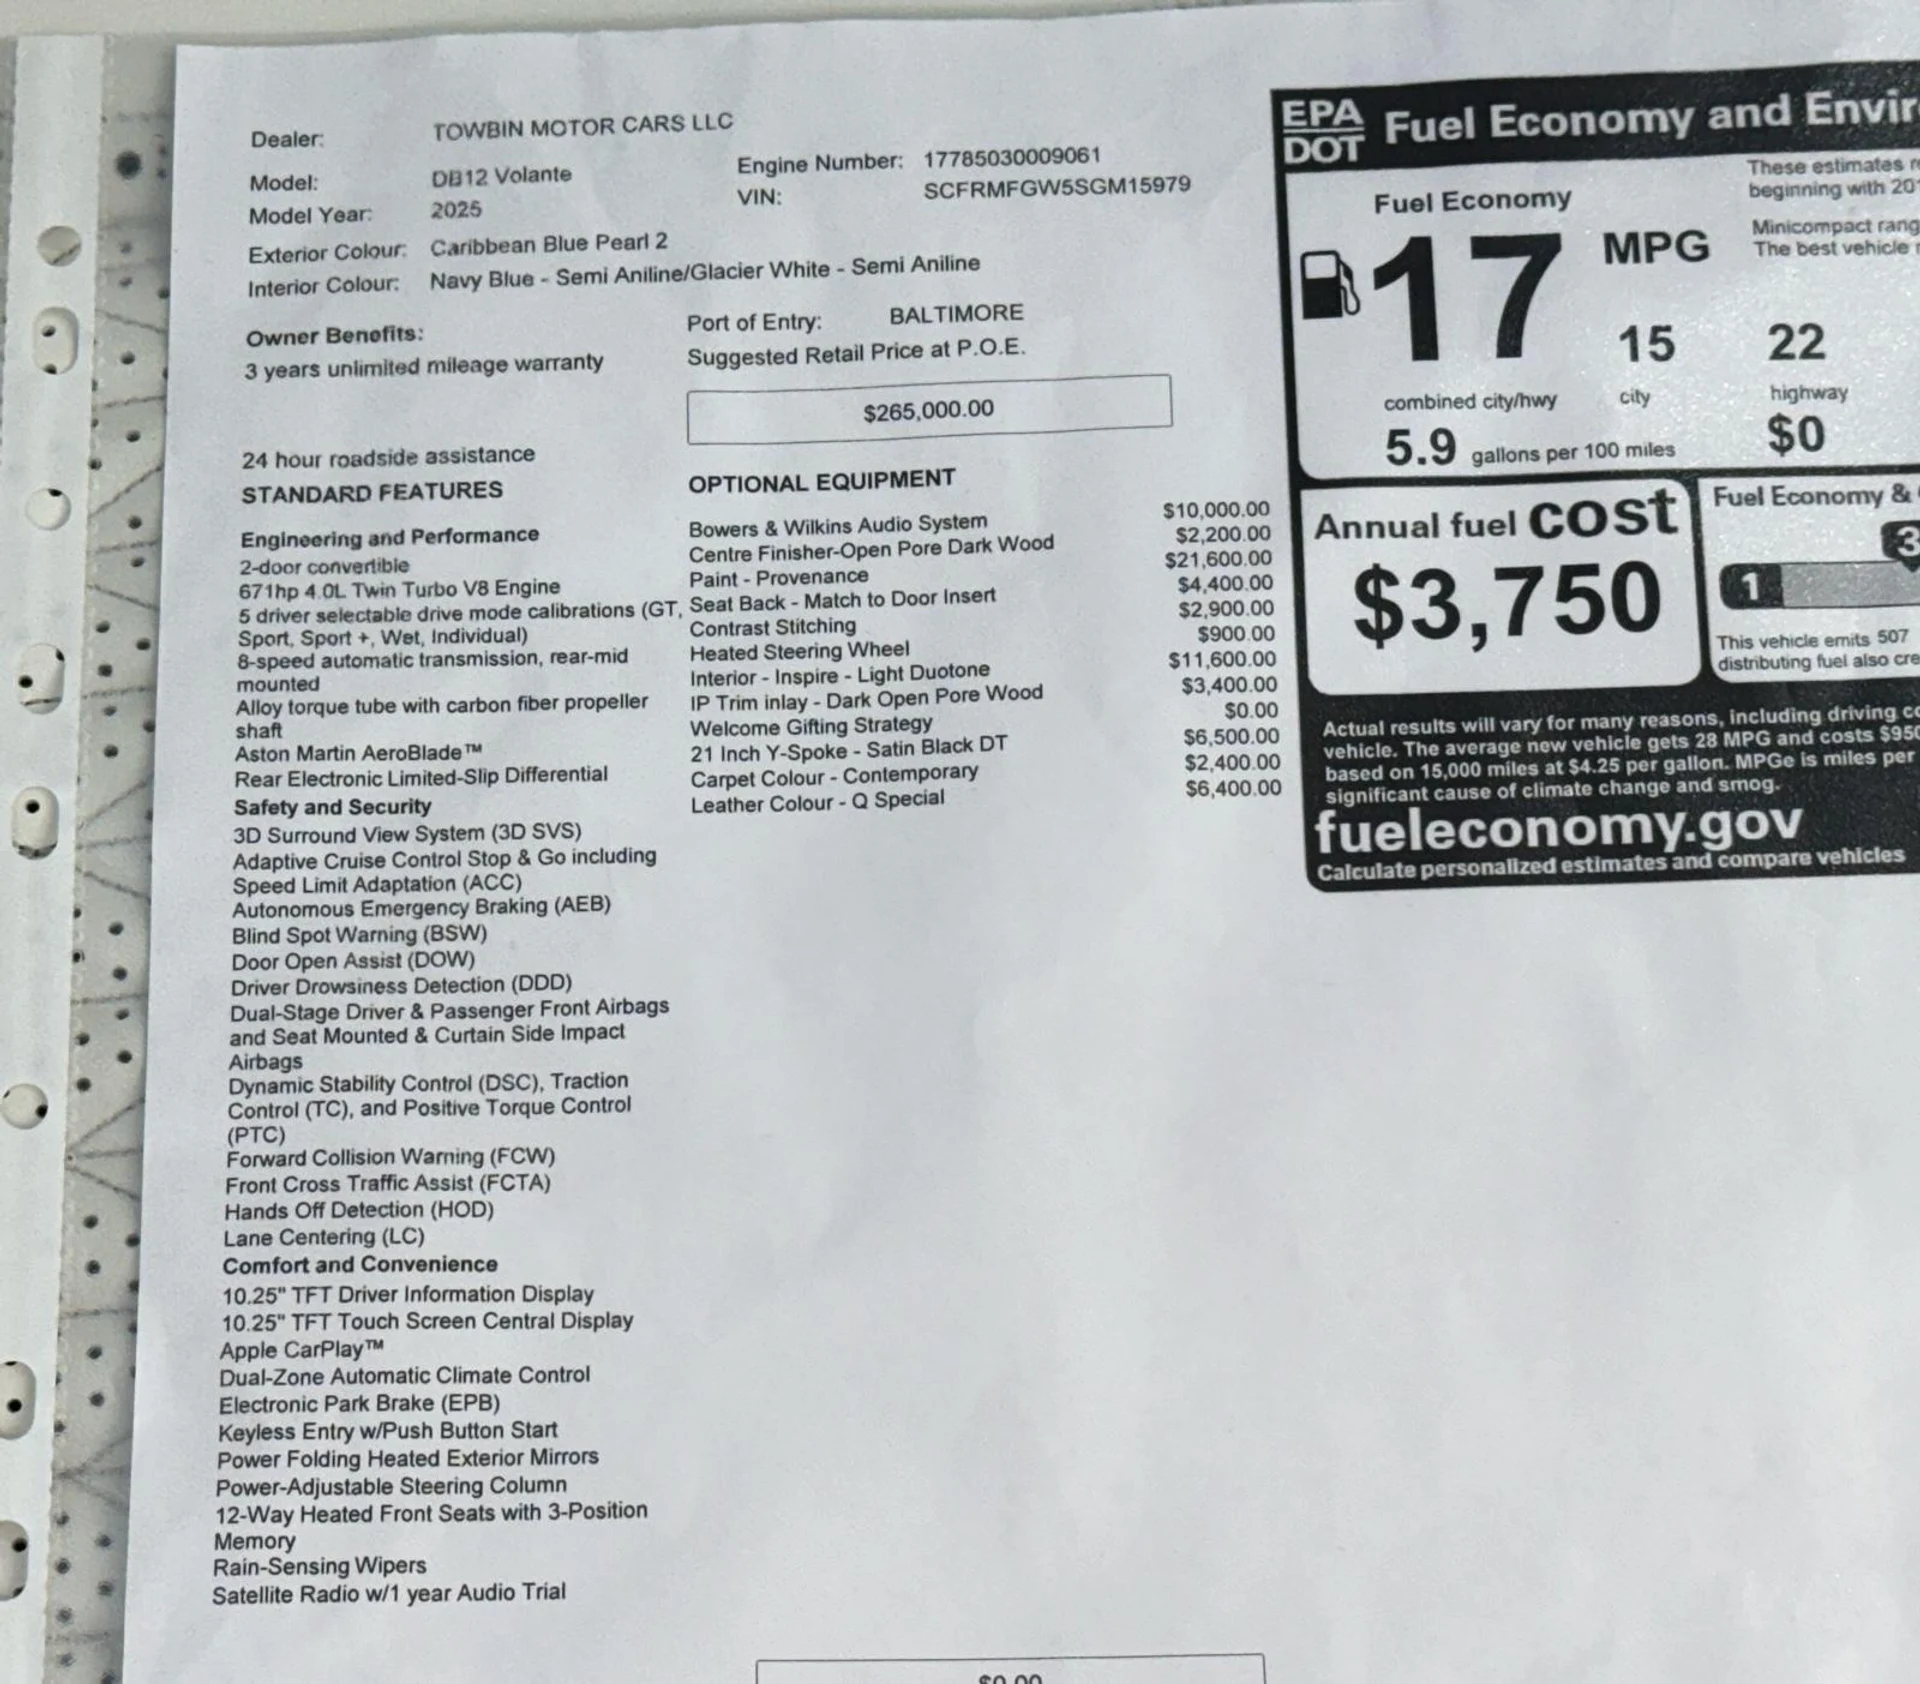 Dealer: TOWBIN MOTOR CARS LLC
Model: DB12 Volante
Model Year: 2025
Engine Number: 17785030009061
VIN: SCFRMFGW5SGM15979
Exterior Colour: Caribbean Blue Pearl 2
Interior Colour: Navy Blue - Semi Aniline/Glacier White - Semi Aniline
Owner Benefits:
3 years unlimited mileage warranty
24 hour roadside assistance
Port of Entry: BALTIMORE
Suggested Retail Price at P.O.E.
$265,000.00
STANDARD FEATURES
Engineering and Performance
2-door convertible
671hp 4.0L Twin Turbo V8 Engine
5 driver selectable drive mode calibrations (GT,
Sport, Sport +, Wet, Individual)
8-speed automatic transmission, rear-mid
mounted
Alloy torque tube with carbon fiber propeller
shaft
Aston Martin AeroBlade™
Rear Electronic Limited-Slip Differential
Safety and Security
3D Surround View System (3D SVS)
Adaptive Cruise Control Stop & Go including
Speed Limit Adaptation (ACC)
Autonomous Emergency Braking (AEB)
Blind Spot Warning (BSW)
Door Open Assist (DOW)
Driver Drowsiness Detection (DDD)
Dual-Stage Driver & Passenger Front Airbags
and Seat Mounted & Curtain Side Impact
Airbags
Dynamic Stability Control (DSC), Traction
Control (TC), and Positive Torque Control
(PTC)
Forward Collision Warning (FCW)
Front Cross Traffic Assist (FCTA)
Hands Off Detection (HOD)
Lane Centering (LC)
Comfort and Convenience
10.25" TFT Driver Information Display
10.25" TFT Touch Screen Central Display
Apple CarPlay™
Dual-Zone Automatic Climate Control
Electronic Park Brake (EPB)
Keyless Entry w/Push Button Start
Power Folding Heated Exterior Mirrors
Power-Adjustable Steering Column
12-Way Heated Front Seats with 3-Position
Memory
Rain-Sensing Wipers
Satellite Radio w/1 year Audio Trial
OPTIONAL EQUIPMENT
Bowers & Wilkins Audio System $10,000.00
Centre Finisher-Open Pore Dark Wood $2,200.00
Paint - Provenance $21,600.00
Seat Back - Match to Door Insert $4,400.00
Contrast Stitching $2,900.00
Heated Steering Wheel $900.00
Interior - Inspire - Light Duotone $11,600.00
IP Trim inlay - Dark Open Pore Wood $3,400.00
Welcome Gifting Strategy $0.00
21 Inch Y-Spoke - Satin Black DT $6,500.00
Carpet Colour - Contemporary $2,400.00
Leather Colour - Q Special $6,400.00
$0.00
EPA
DOT
Fuel Economy and Envir
Fuel Economy
These estimates r
beginning with 20
17 MPG
Minicompact rang
The best vehicle
15 22
combined city/hwy city highway
5.9 gallons per 100 miles
$0
Annual fuel cost
$3,750
Fuel Economy &
3
1
This vehicle emits 507
distributing fuel also cre
Actual results will vary for many reasons, including driving co
vehicle. The average new vehicle gets 28 MPG and costs $950
based on 15,000 miles at $4.25 per gallon. MPGe is miles per
significant cause of climate change and smog.
fueleconomy.gov
Calculate personalized estimates and compare vehicles